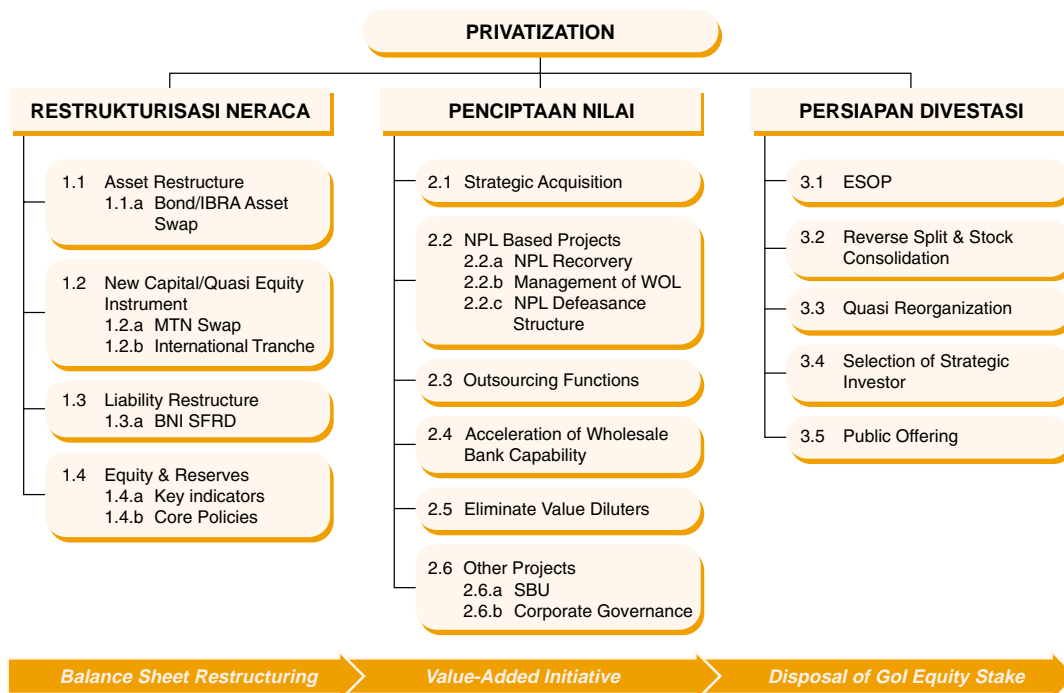 PRIVATIZATION
RESTRUKTURISASI NERACA
1.1 Asset Restructure
1.1.a Bond/IBRA Asset
Swap
1.2 New Capital/Quasi Equity
Instrument
1.2.a MTN Swap
1.2.b International Tranche
1.3 Liability Restructure
1.3.a BNI SFRD
1.4 Equity & Reserves
1.4.a Key indicators
1.4.b Core Policies
PENCIPTAAN NILAI
2.1 Strategic Acquisition
2.2 NPL Based Projects
2.2.a NPL Recorvery
2.2.b Management of WOL
2.2.c NPL Defeasance
Structure
2.3 Outsourcing Functions
2.4 Acceleration of Wholesale
Bank Capability
2.5 Eliminate Value Diluters
2.6 Other Projects
2.6.a SBU
2.6.b Corporate Governance
PERSIAPAN DIVESTASI
3.1 ESOP
3.2 Reverse Split & Stock
Consolidation
3.3 Quasi Reorganization
3.4 Selection of Strategic
Investor
3.5 Public Offering
Balance Sheet Restructuring
Value-Added Initiative
Disposal of GoI Equity Stake